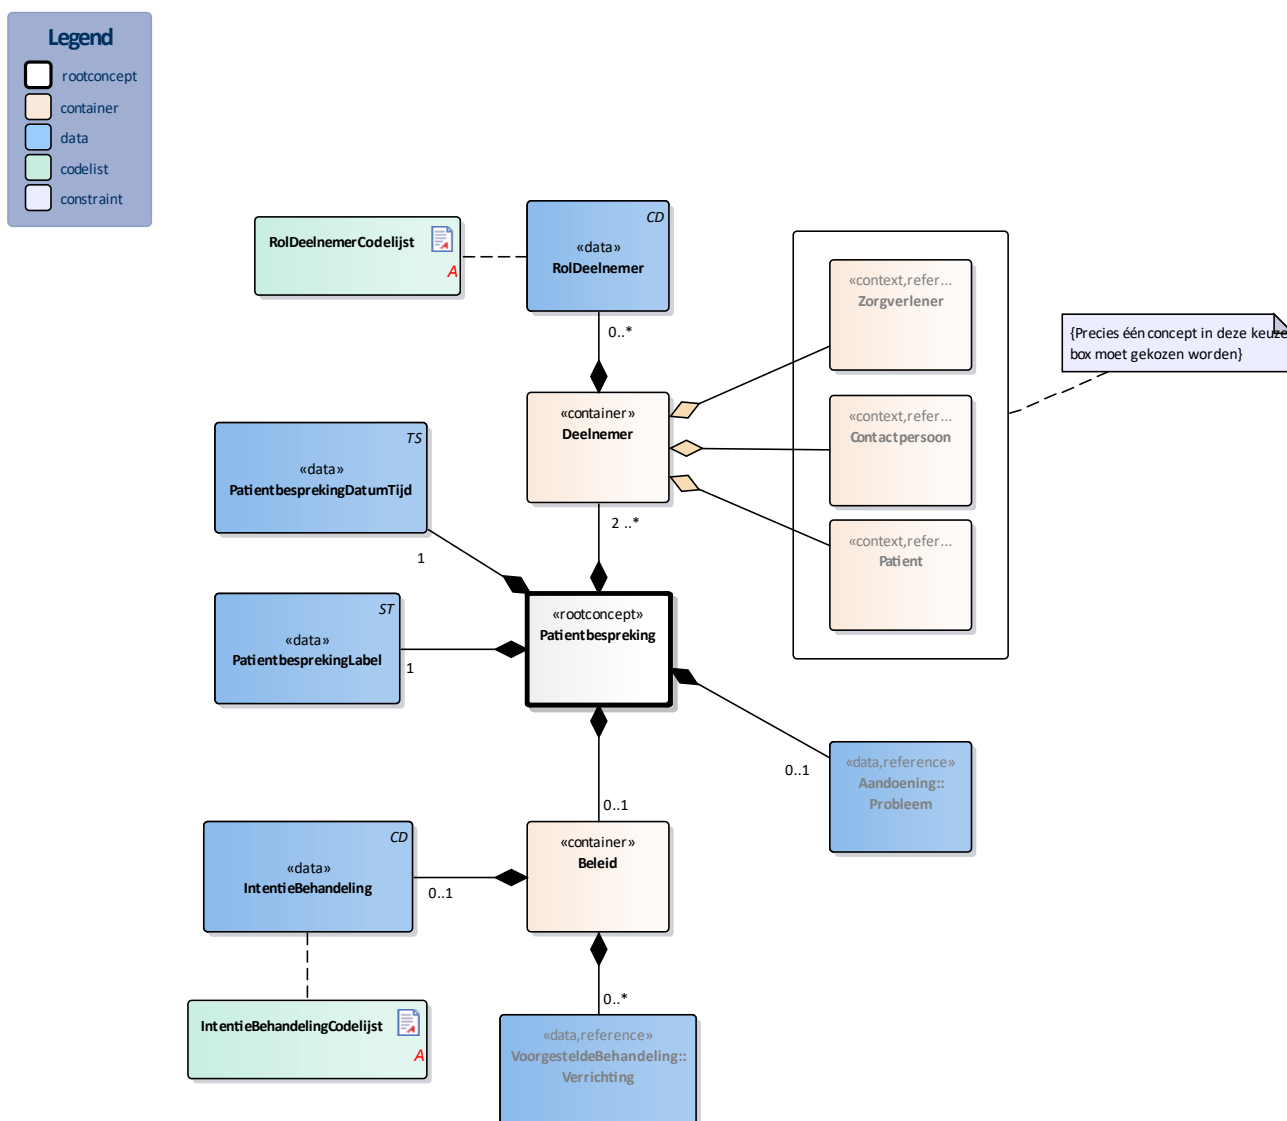 Legend
rootconcept
container
data
codelist
constraint
RolDeelnemerCodelijst
A
CD
«data»
RolDeelnemer
0..*
«context,refer...
Zorgverlener
{Precies één concept in deze keuze
box moet gekozen worden}
«container»
Deelnemer
«context,refer...
Contactpersoon
TS
«data»
PatientbesprekingDatumTijd
2 ..*
«context,refer...
Patient
1
ST
«data»
PatientbesprekingLabel
1
«rootconcept»
Patientbespreking
0..1
«data,reference»
Aandoening::
Probleem
0..1
CD
«data»
IntentieBehandeling
0..1
«container»
Beleid
0..*
IntentieBehandelingCodelijst
A
«data,reference»
VoorgesteldeBehandeling::
Verrichting